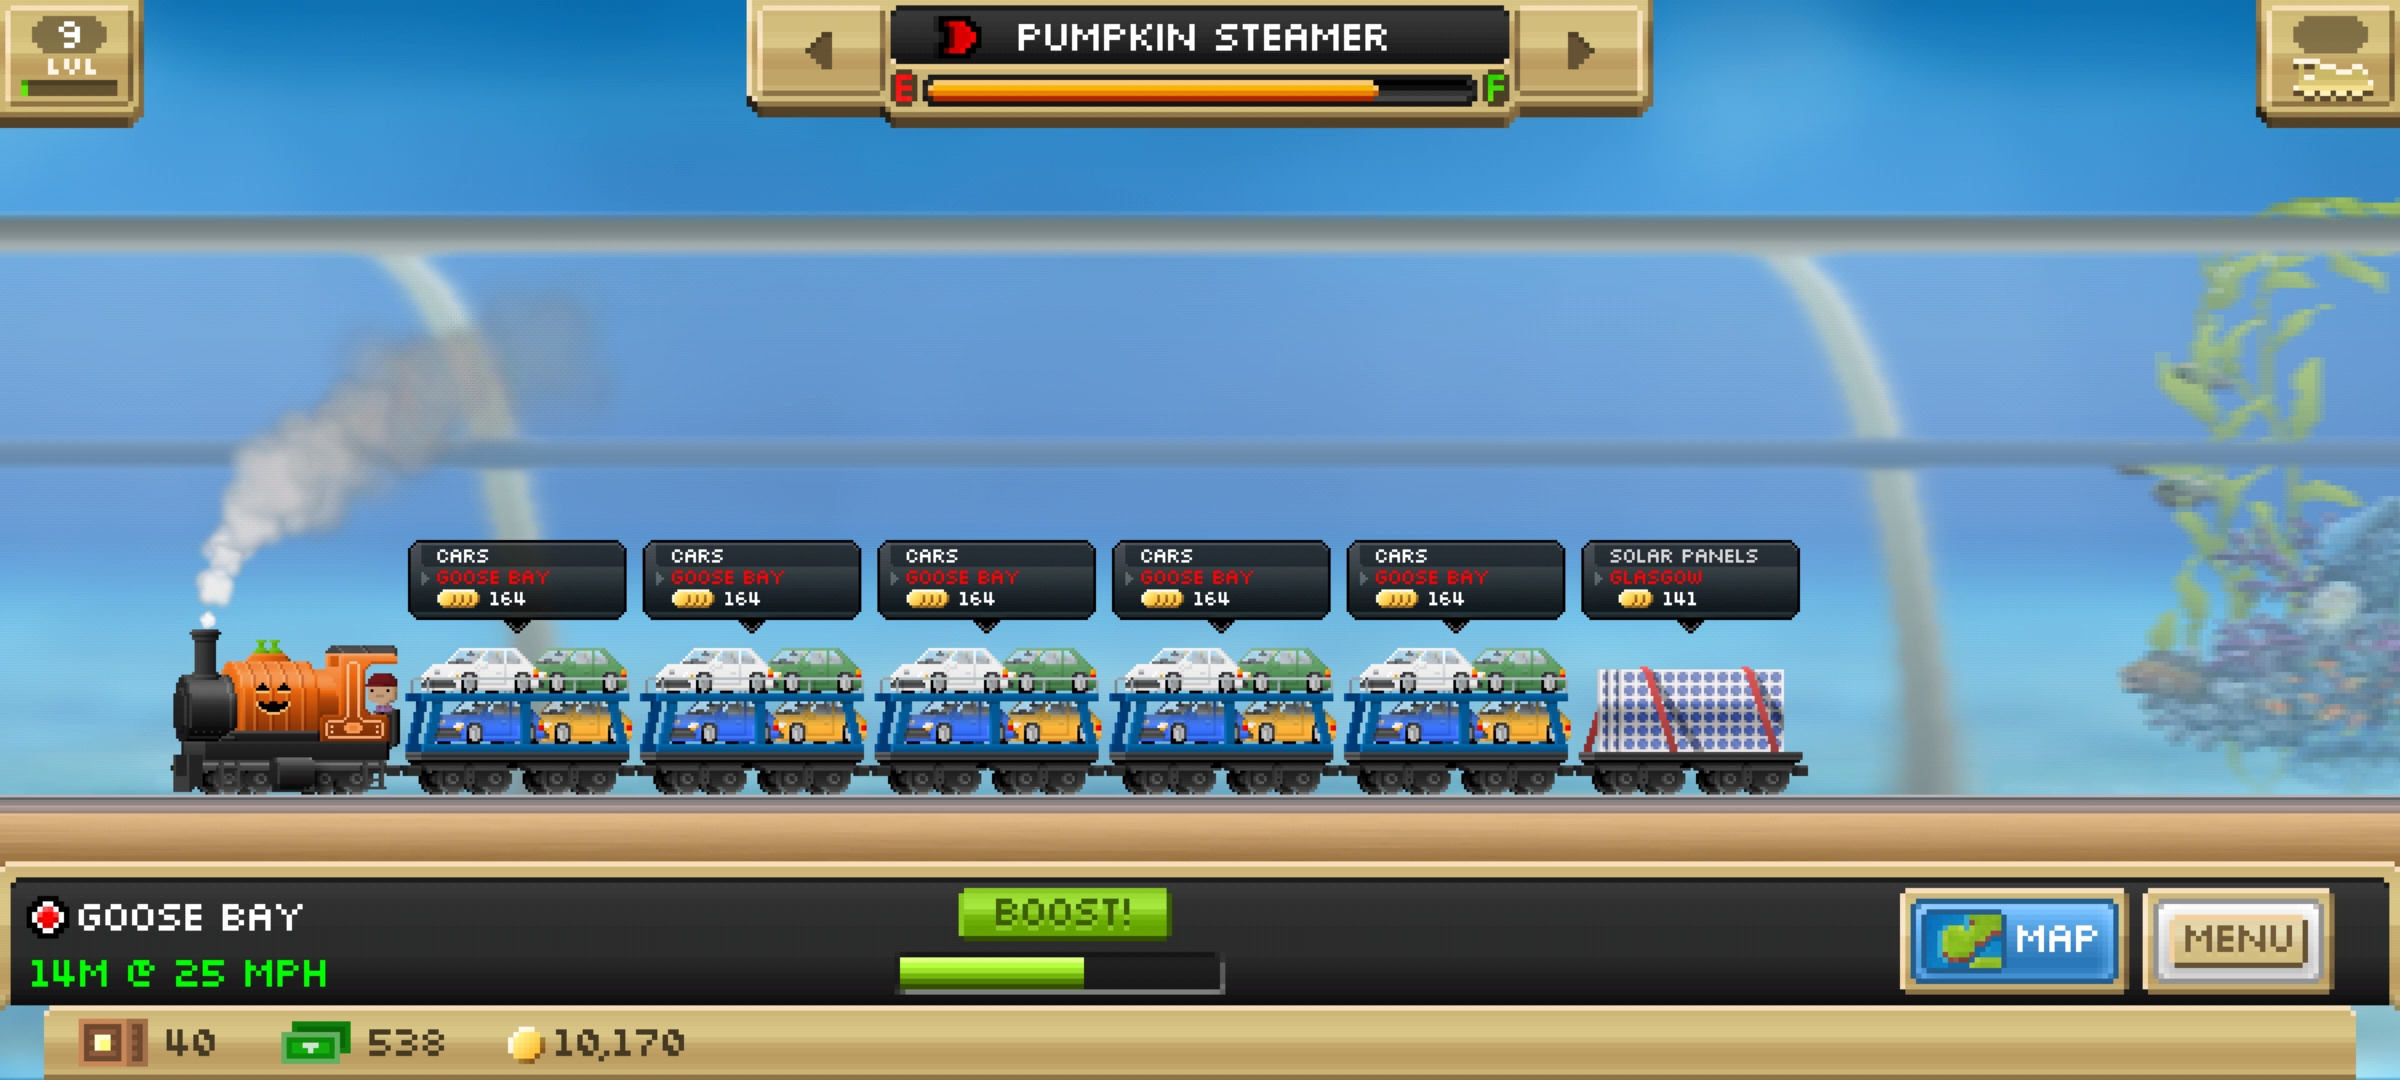 9
LVL
PUMPKIN STEAMER
E F
CARS
GOOSE BAY
164
CARS
GOOSE BAY
164
CARS
GOOSE BAY
164
CARS
GOOSE BAY
164
CARS
GOOSE BAY
164
SOLAR PANELS
GLASGOW
141
GOOSE BAY
14M @ 25 MPH
BOOST!
MAP
MENU
40
538
10,170